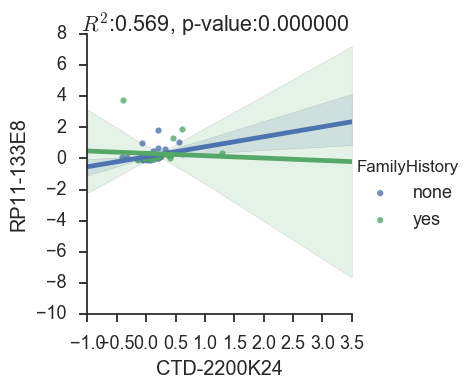 R²:0.569, p-value:0.000000
8
6
4
2
0
−2
−4
−6
−8
−10
RP11-133E8
FamilyHistory
none
yes
−1.0 −0.5 0.0 0.5 1.0 1.5 2.0 2.5 3.0 3.5
CTD-2200K24